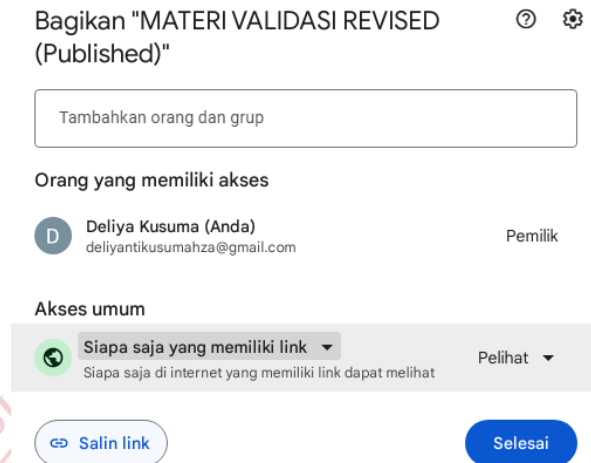 Bagikan "MATERI VALIDASI REVISED
(Published)"
Tambahkan orang dan grup
Orang yang memiliki akses
D
Deliya Kusuma (Anda)
deliyantikusumahza@gmail.com
Pemilik
Akses umum
Siapa saja yang memiliki link
Siapa saja di internet yang memiliki link dapat melihat
Pelihat
Salin link
Selesai